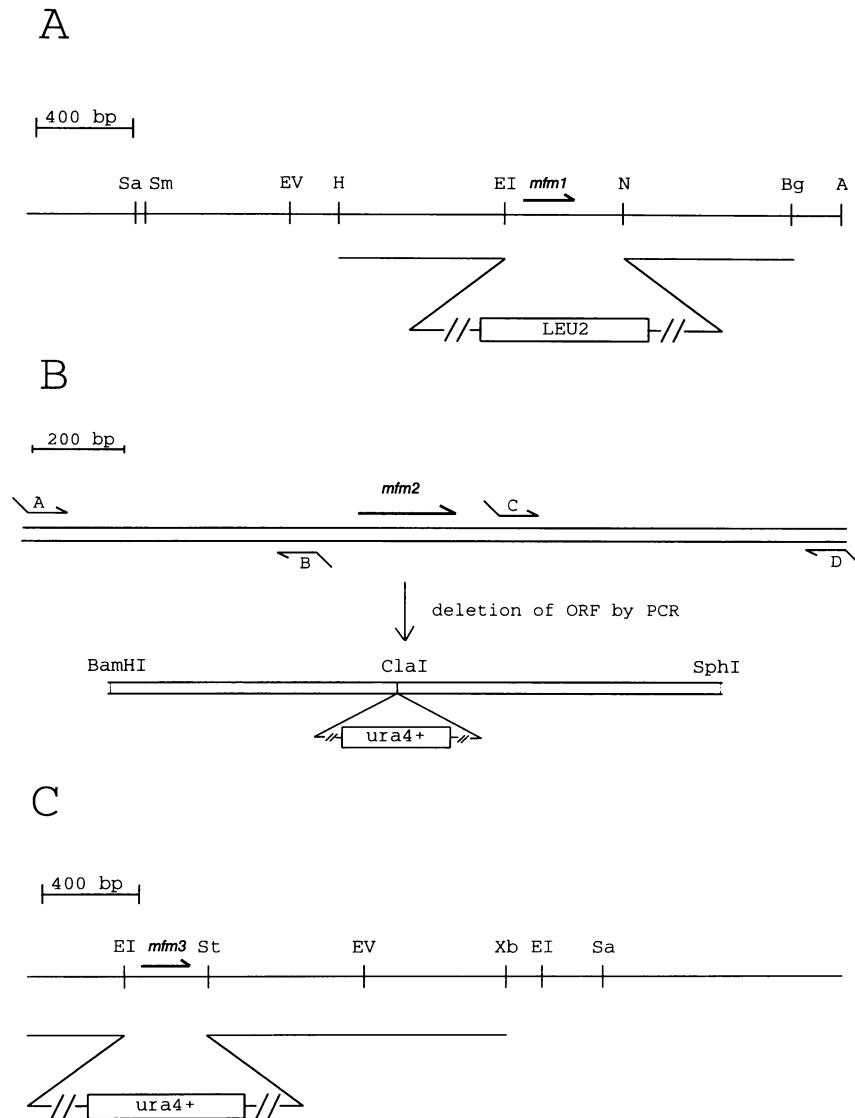 A
400 bp
Sa Sm EV H EI mfm1 N Bg A
LEU2
B
200 bp
mfm2
A C
B D
deletion of ORF by PCR
BamHI ClaI SphI
ura4+
C
400 bp
EI mfm3 St EV Xb EI Sa
ura4+